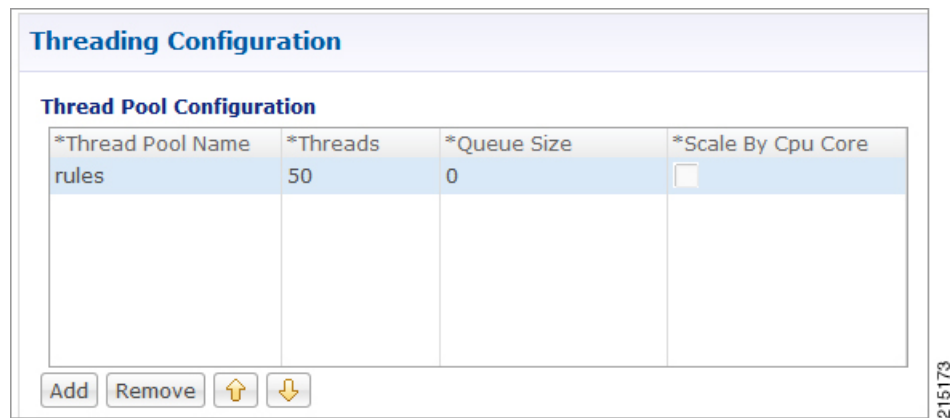 Threading Configuration
Thread Pool Configuration
*Thread Pool Name *Threads *Queue Size *Scale By Cpu Core
rules 50 0
Add Remove
215173